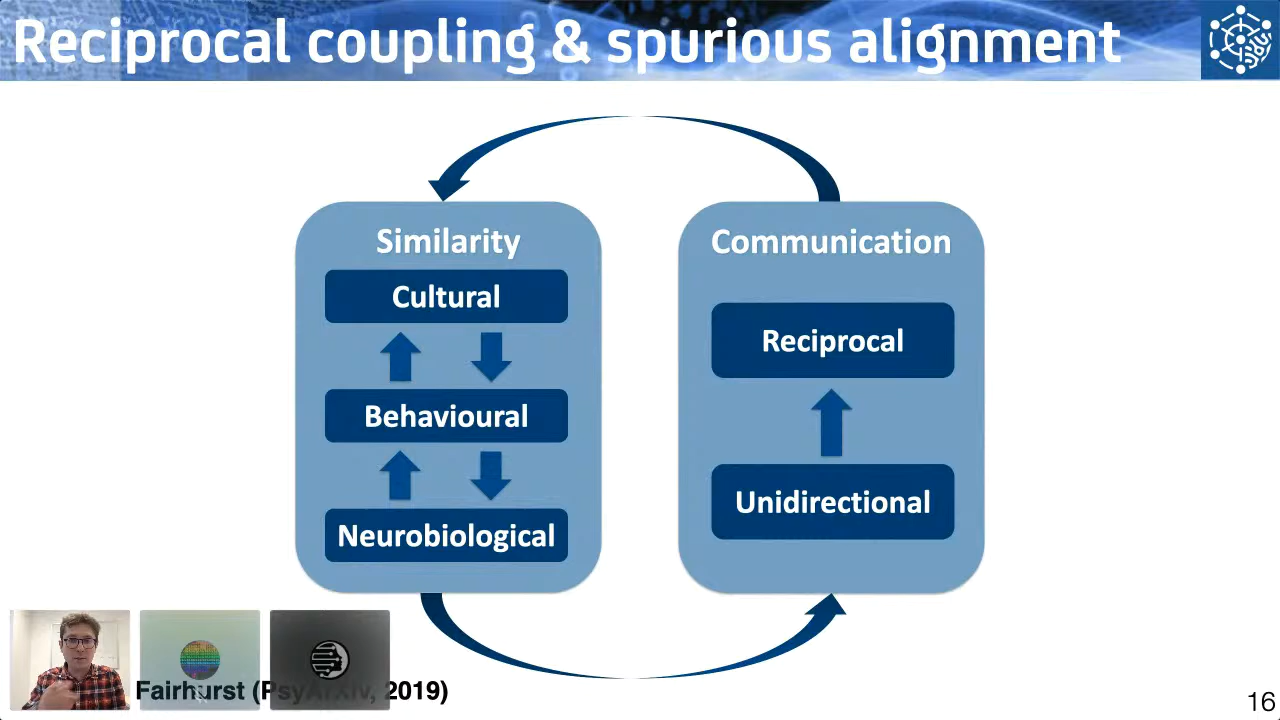 Reciprocal coupling & spurious alignment
Similarity
Cultural
Behavioural
Neurobiological
Communication
Reciprocal
Unidirectional
Fairhurst (PsyArXiv, 2019)
16